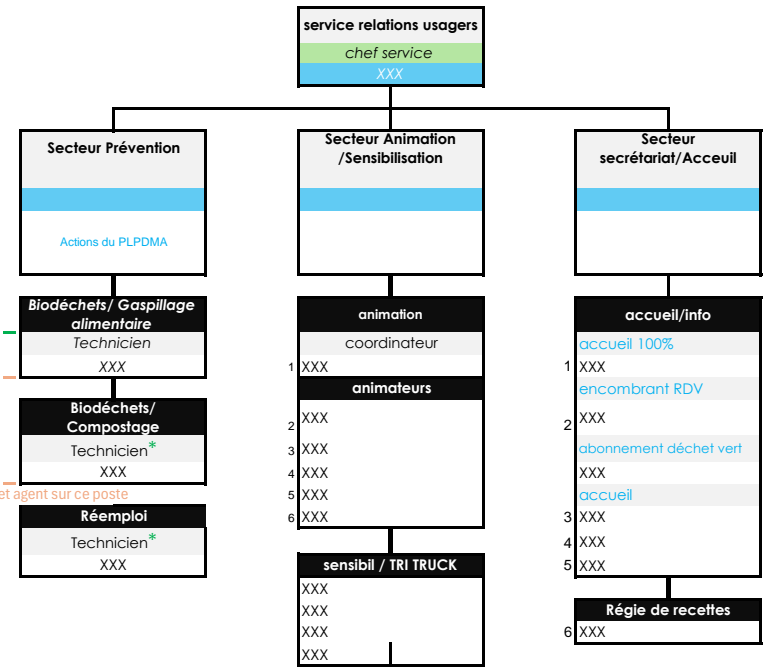 service relations usagers
chef service
XXX
Secteur Prévention
Actions du PLPDMA
Biodéchets/ Gaspillage
alimentaire
Technicien
XXX
Biodéchets/
Compostage
Technicien*
XXX
et agent sur ce poste
Réemploi
Technicien*
XXX
Secteur Animation
/Sensibilisation
animation
coordinateur
1 XXX
animateurs
2 XXX
3 XXX
4 XXX
5 XXX
6 XXX
sensibil / TRI TRUCK
XXX
XXX
XXX
XXX
Secteur
secrétariat/Acceuil
accueil/info
accueil 100%
1 XXX
encombrant RDV
2 XXX
abonnement déchet vert
XXX
accueil
3 XXX
4 XXX
5 XXX
Régie de recettes
6 XXX